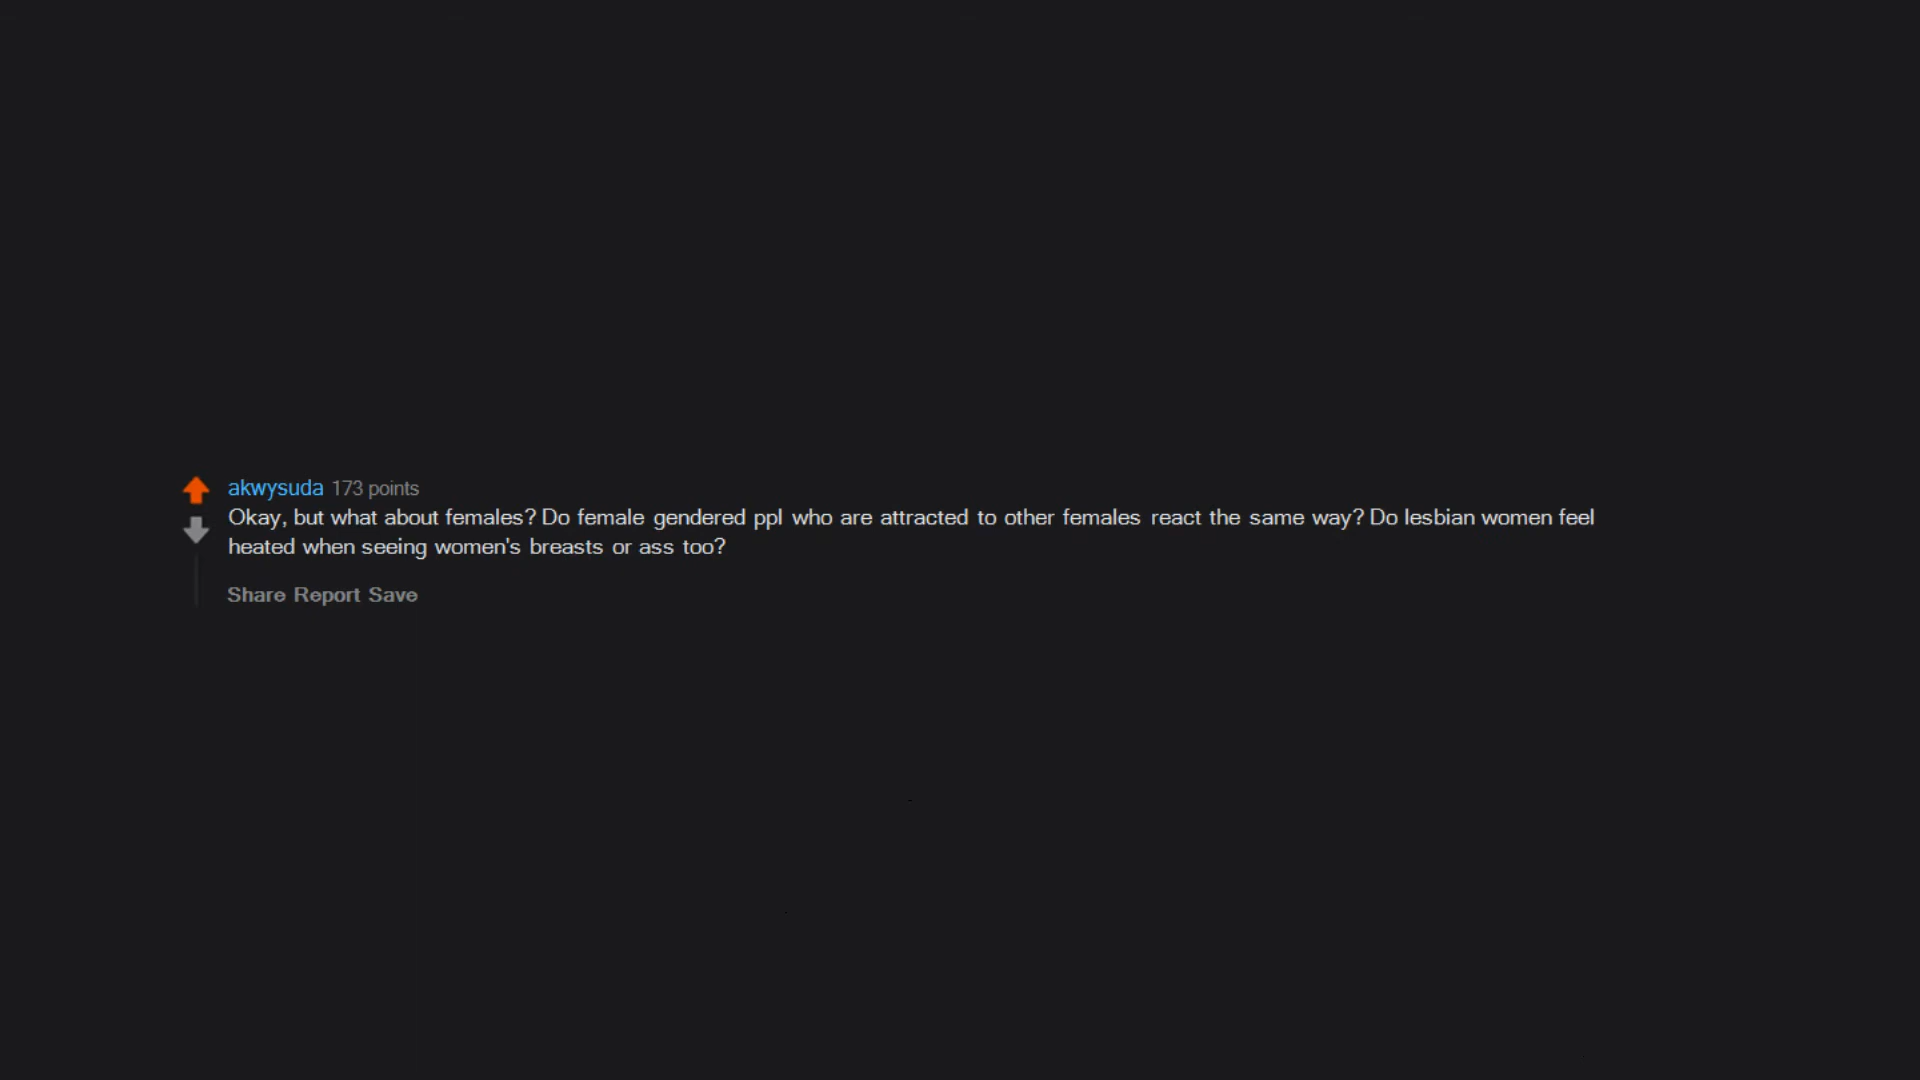 akwysuda 173 points
Okay, but what about females? Do female gendered ppl who are attracted to other females react the same way? Do lesbian women feel
heated when seeing women's breasts or ass too?
Share Report Save